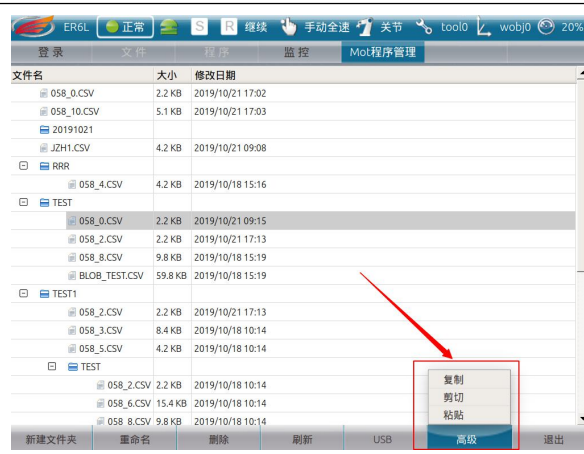 ER6L 正常 S R 继续 手动全速 关节 tool0 wobj0 20%
登录 文件 程序 监控 Mot程序管理
文件名 大小 修改日期
058_0.CSV 2.2 KB 2019/10/21 17:02
058_10.CSV 5.1 KB 2019/10/21 17:03
20191021
JZH1.CSV 4.2 KB 2019/10/21 09:08
RRR
058_4.CSV 4.2 KB 2019/10/18 15:16
TEST
058_0.CSV 2.2 KB 2019/10/21 09:15
058_2.CSV 2.2 KB 2019/10/21 17:13
058_8.CSV 9.8 KB 2019/10/18 15:19
BLOB_TEST.CSV 59.8 KB 2019/10/18 15:19
TEST1
058_2.CSV 2.2 KB 2019/10/21 17:13
058_3.CSV 8.4 KB 2019/10/18 10:14
058_5.CSV 4.2 KB 2019/10/18 10:14
TEST
058_2.CSV 2.2 KB 2019/10/18 10:14
058_6.CSV 15.4 KB 2019/10/18 10:14
058_8.CSV 9.8 KB 2019/10/18 10:14
复制
剪切
粘贴
新建文件夹 重命名 删除 刷新 USB 高级 退出